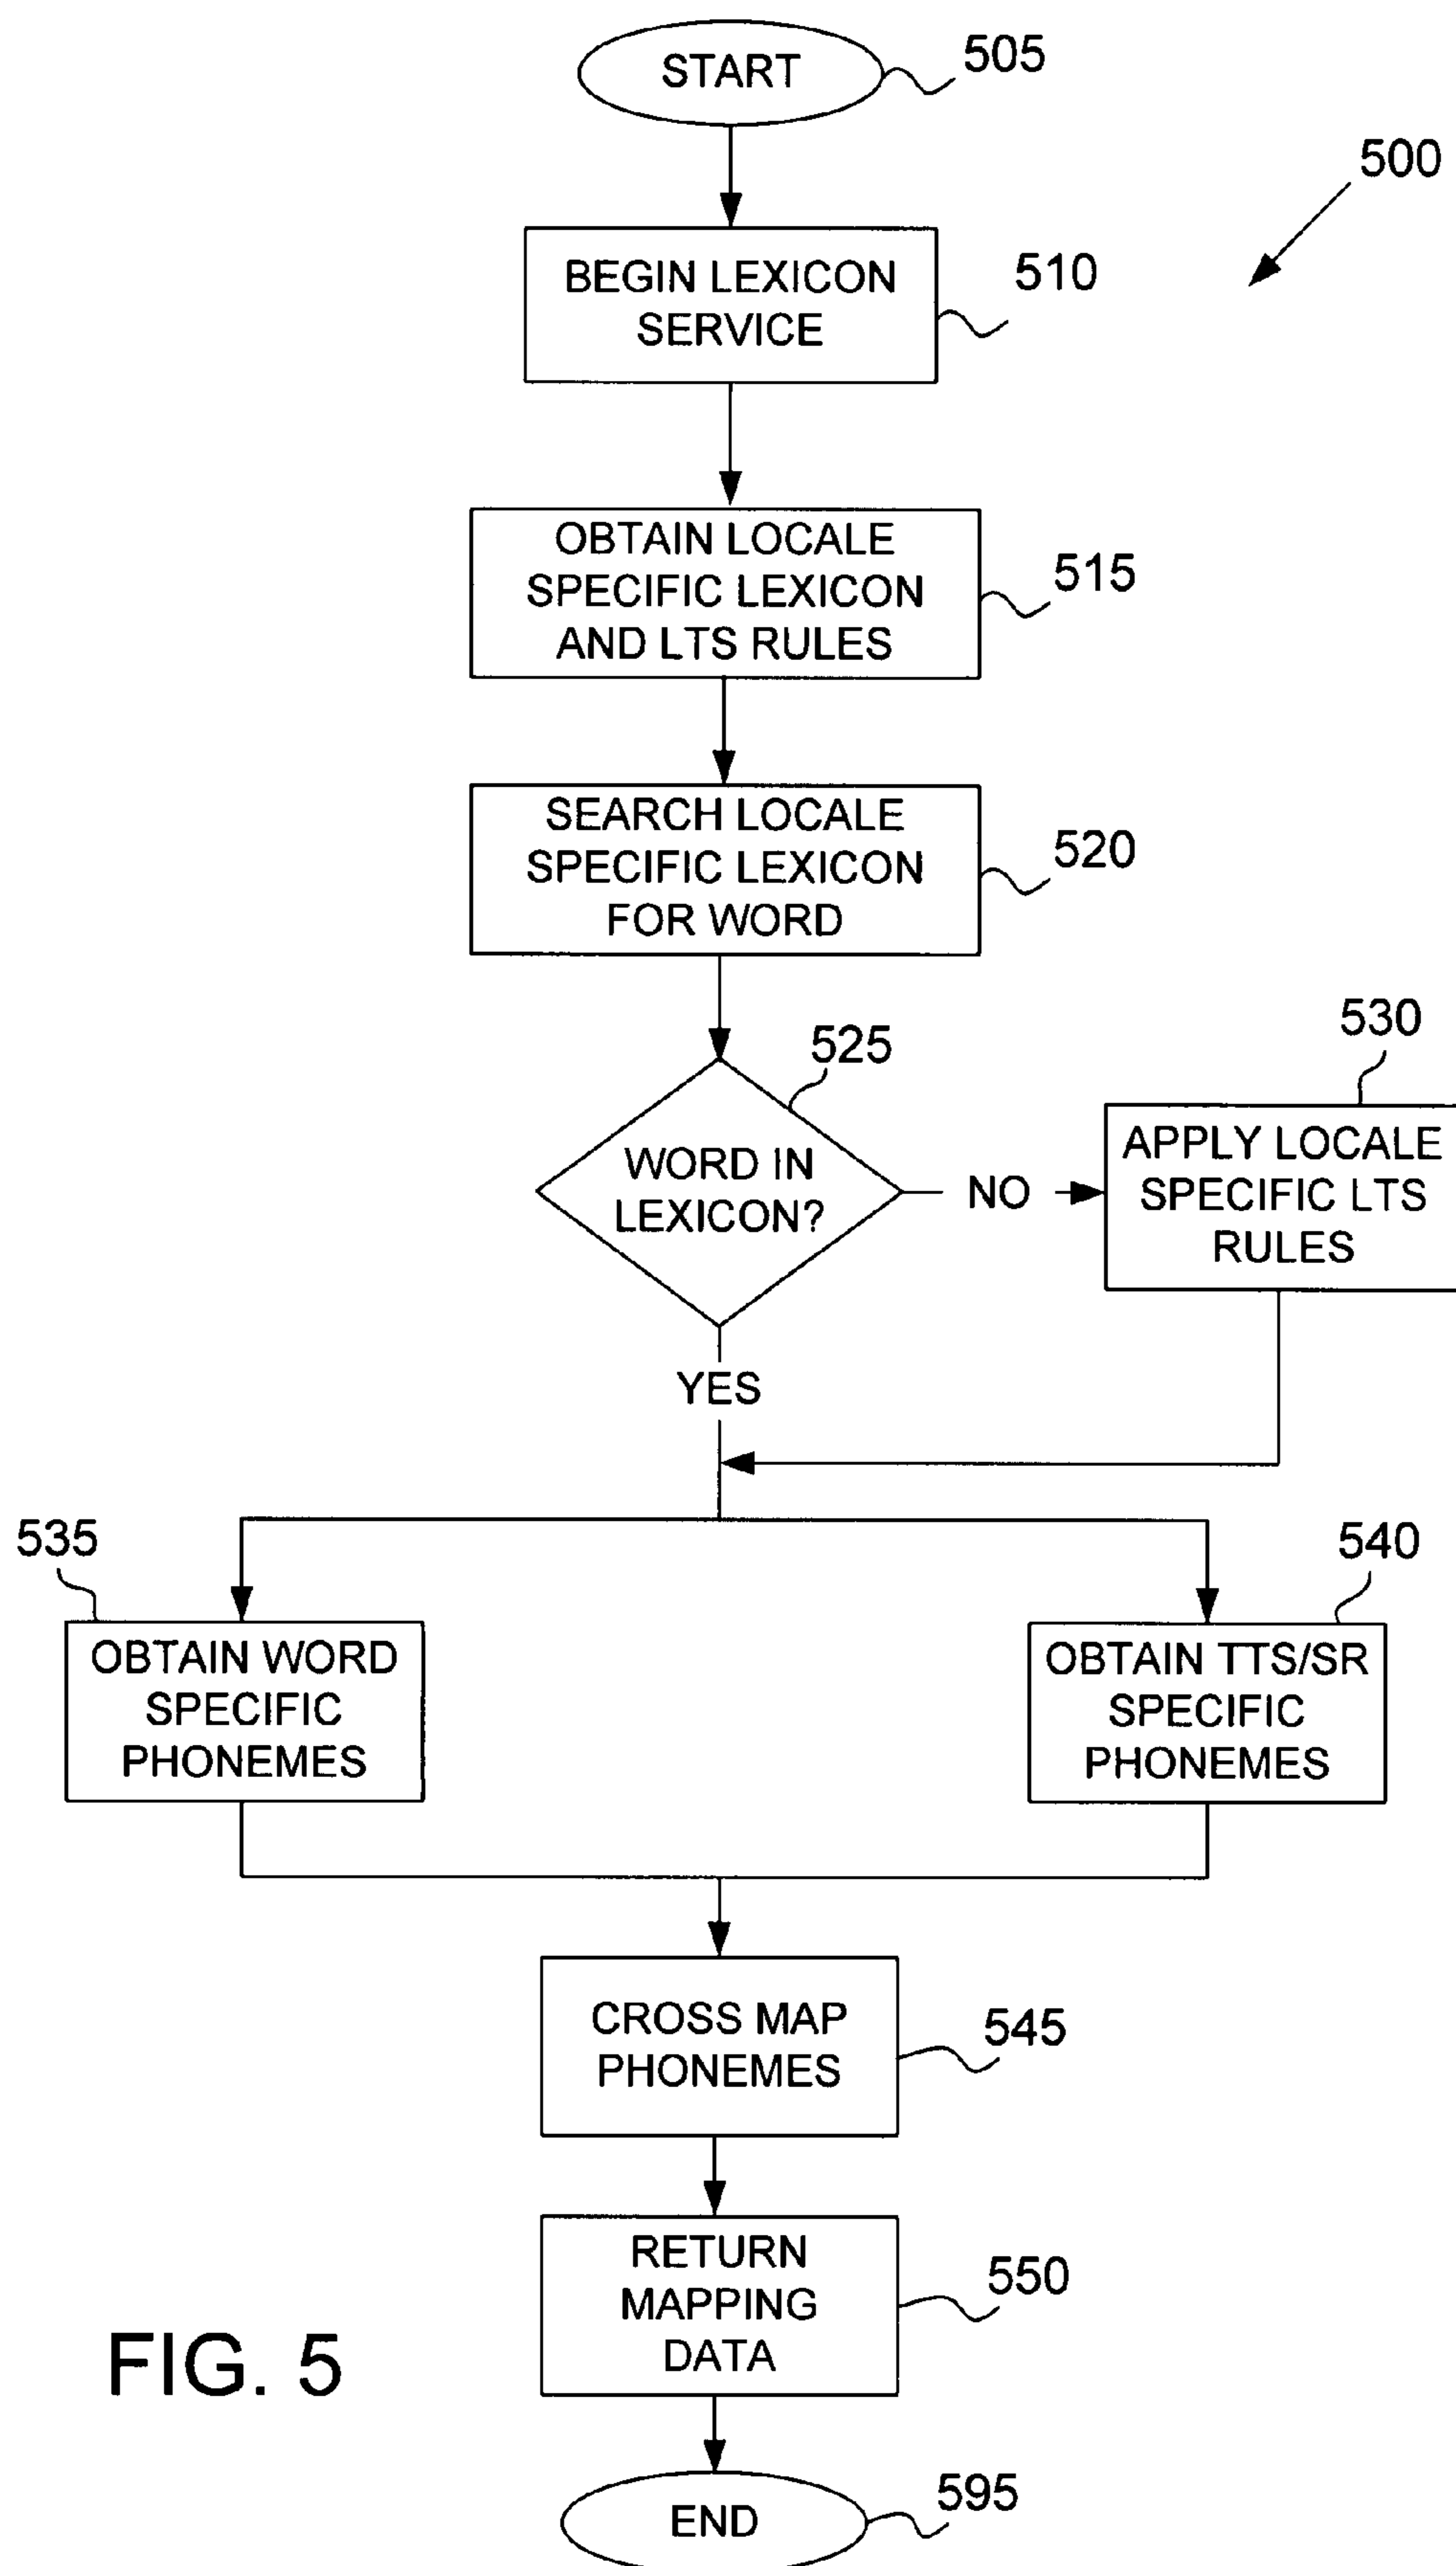 START
505
500
BEGIN LEXICON
SERVICE
510
OBTAIN LOCALE
SPECIFIC LEXICON
AND LTS RULES
515
SEARCH LOCALE
SPECIFIC LEXICON
FOR WORD
520
525
530
WORD IN
LEXICON?
NO
APPLY LOCALE
SPECIFIC LTS
RULES
YES
535
540
OBTAIN WORD
SPECIFIC
PHONEMES
OBTAIN TTS/SR
SPECIFIC
PHONEMES
CROSS MAP
PHONEMES
545
RETURN
MAPPING
DATA
550
FIG. 5
END
595